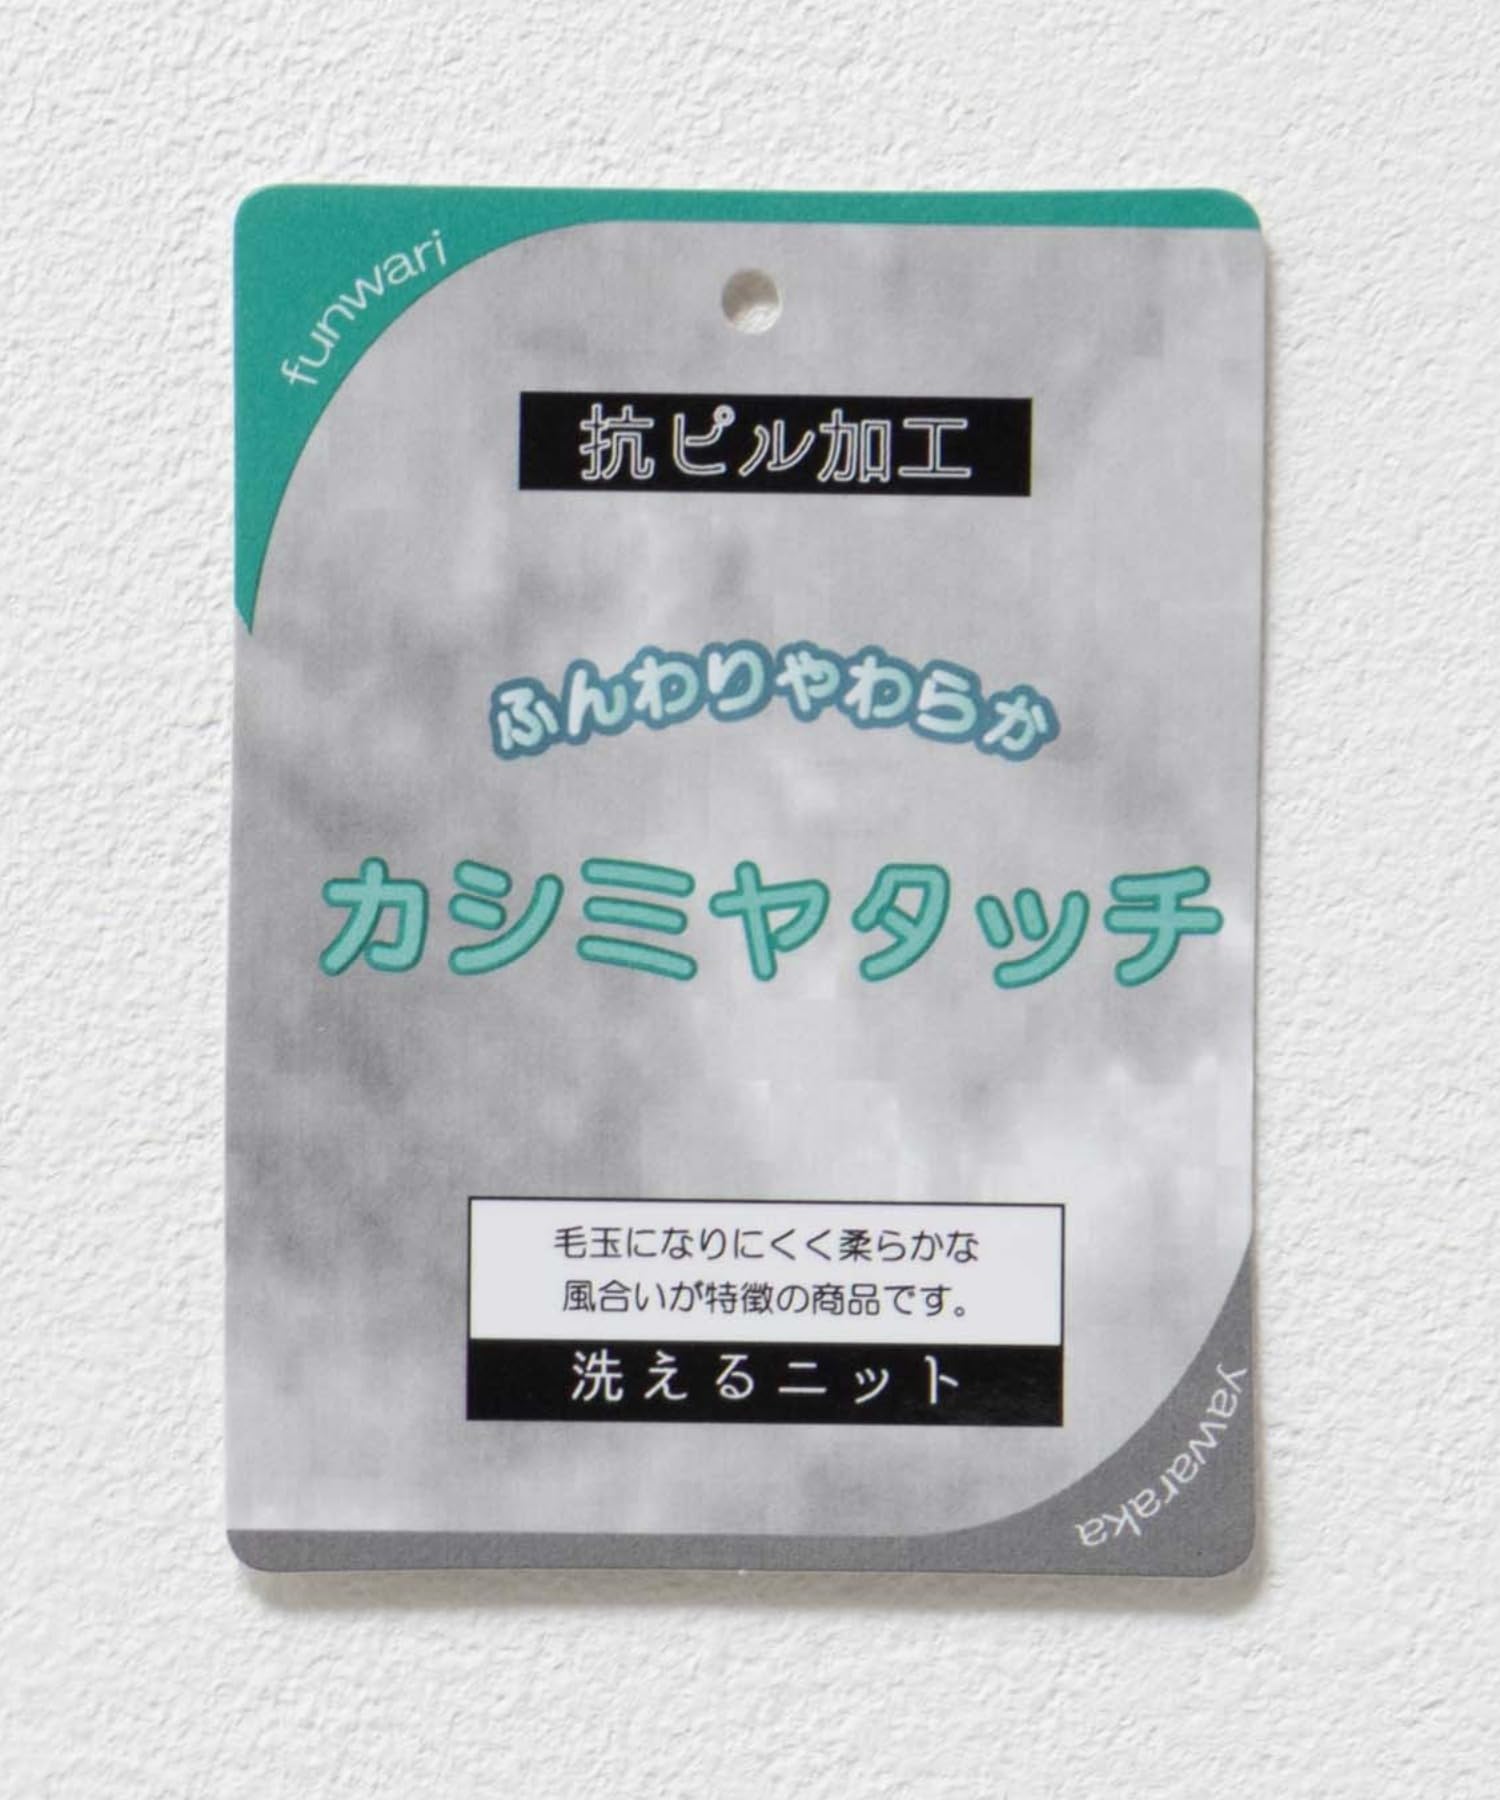 funwari
抗ピル加工
ふんわりやわらか
カシミヤタッチ
毛玉になりにくく柔らかな
風合いが特徴の商品です。
洗えるニット
yawaraka